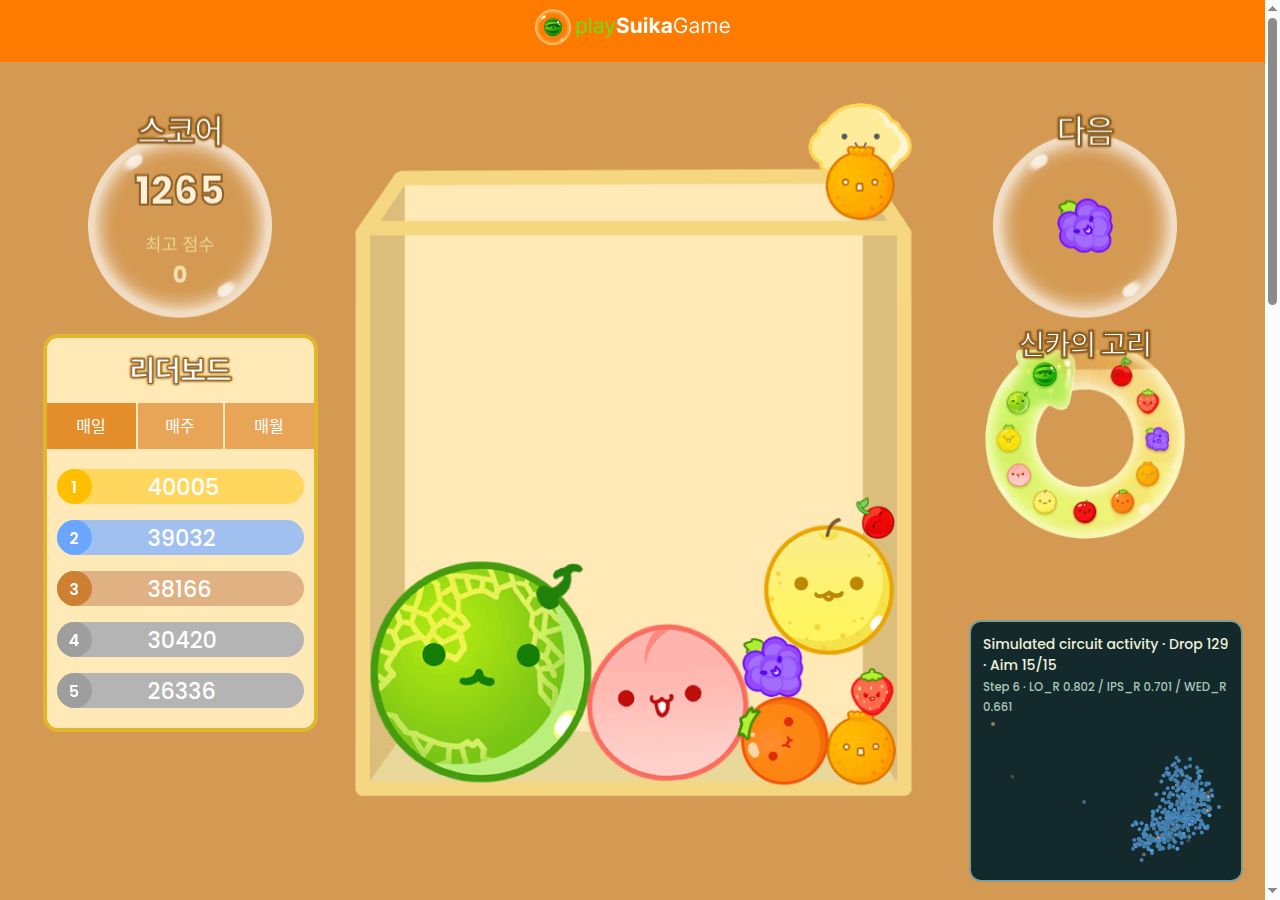 playSuikaGame
스코어
1265
최고 점수
0
다음
신카의 고리
리더보드
매일 매주 매월
1 40005
2 39032
3 38166
4 30420
5 26336
Simulated circuit activity · Drop 129
· Aim 15/15
Step 6 · LO_R 0.802 / IPS_R 0.701 / WED_R
0.661